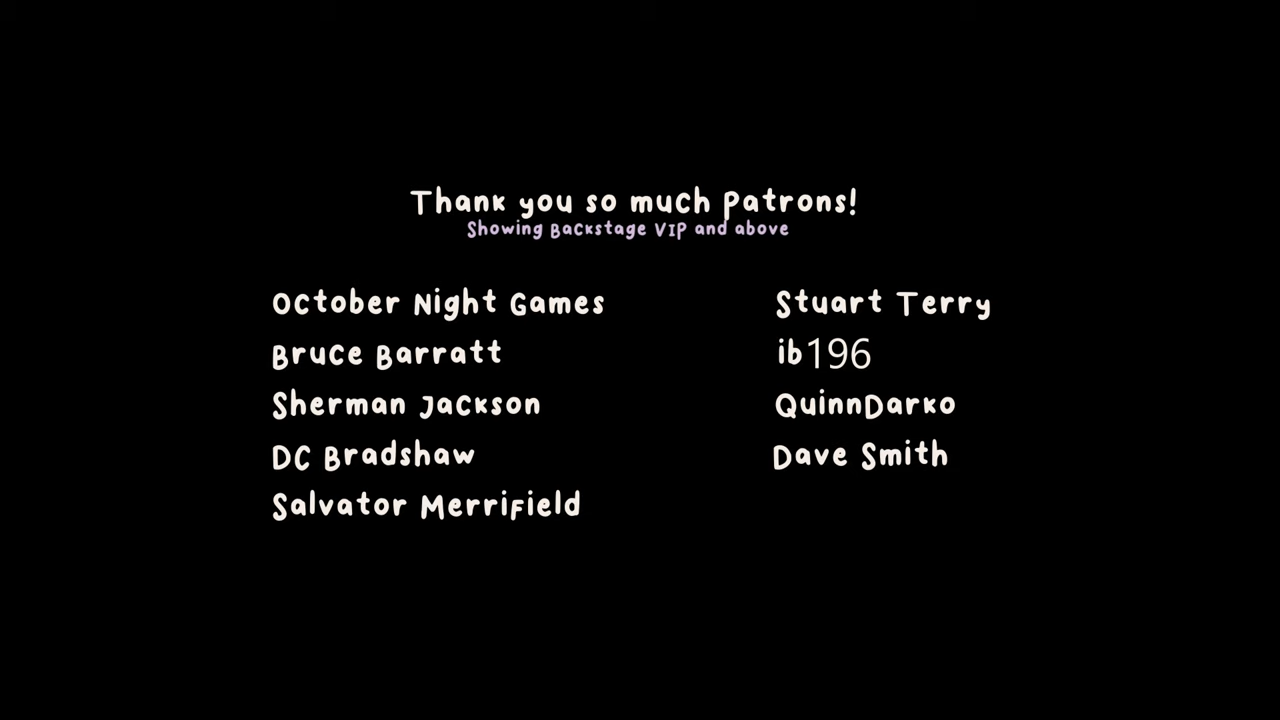 Thank you so much Patrons!
Showing Backstage VIP and above
October Night Games
Bruce Barratt
Sherman Jackson
DC Bradshaw
Salvator Merrifield
Stuart Terry
ib196
QuinnDarko
Dave Smith